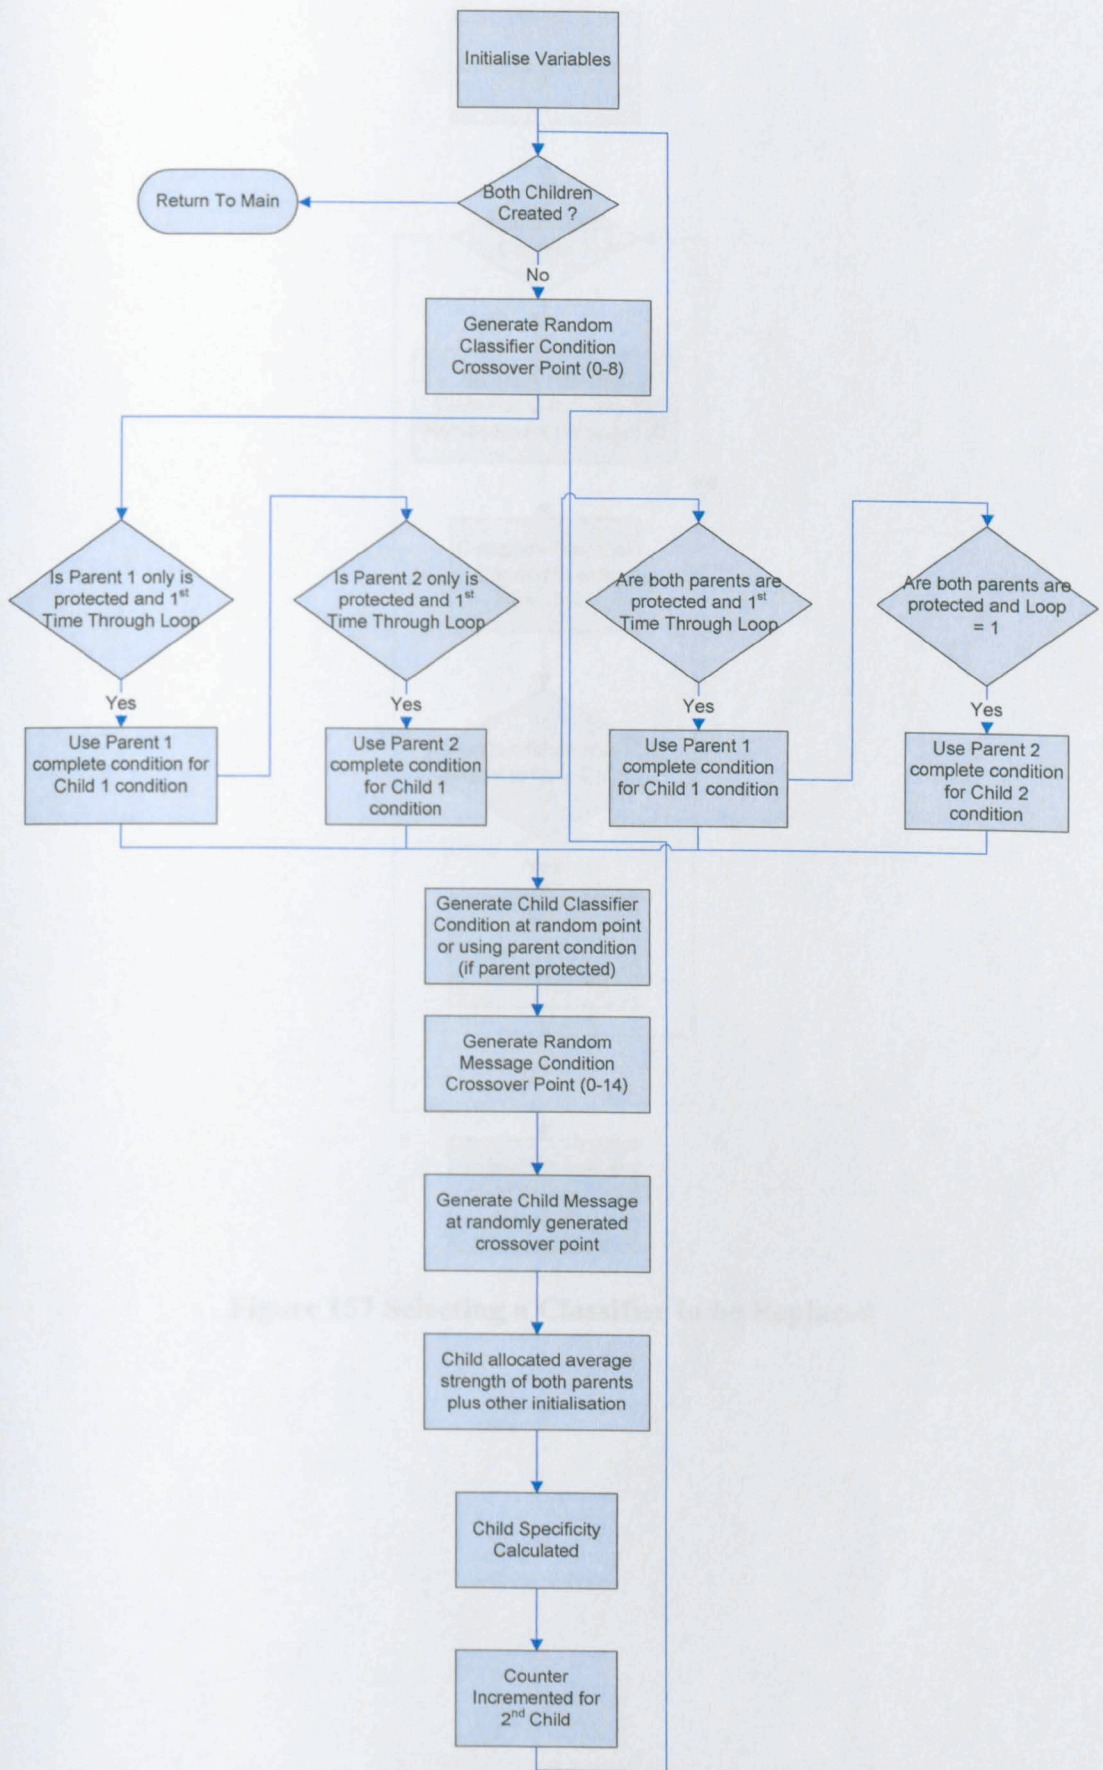 Initialise Variables
Both Children
Created ?
Return To Main
No
Generate Random
Classifier Condition
Crossover Point (0-8)
Is Parent 1 only is
protected and 1st
Time Through Loop
Is Parent 2 only is
protected and 1st
Time Through Loop
Are both parents are
protected and 1st
Time Through Loop
Are both parents are
protected and Loop
= 1
Yes
Yes
Yes
Yes
Use Parent 1
complete condition for
Child 1 condition
Use Parent 2
complete condition
for Child 1
condition
Use Parent 1
complete condition
for Child 1 condition
Use Parent 2
complete condition
for Child 2
condition
Generate Child Classifier
Condition at random point
or using parent condition
(if parent protected)
Generate Random
Message Condition
Crossover Point (0-14)
Generate Child Message
at randomly generated
crossover point
Figure 157 Selecting a Classifier to be Replaced
Child allocated average
strength of both parents
plus other initialisation
Child Specificity
Calculated
Counter
Incremented for
2nd Child